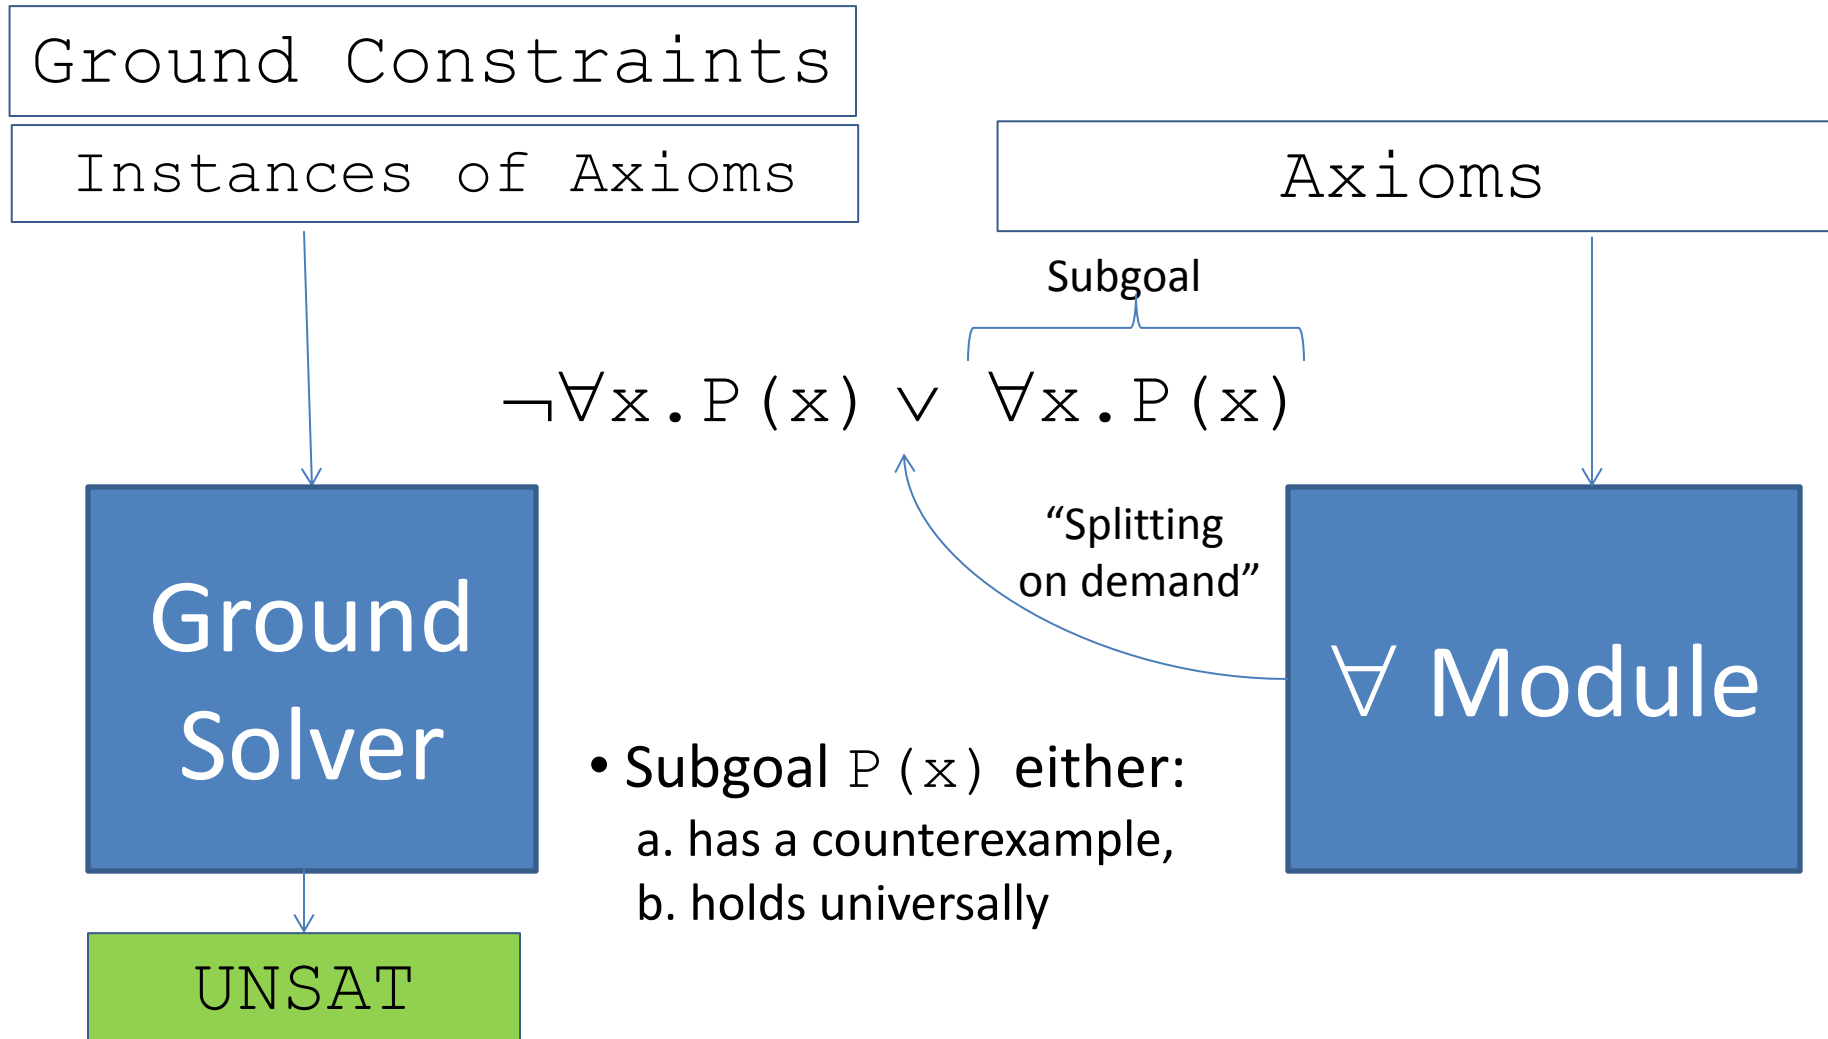 Ground Constraints
Instances of Axioms
Axioms
Subgoal
¬∀x.P(x) ∨ ∀x.P(x)
“Splitting
on demand”
Ground
Solver
∀ Module
• Subgoal P(x) either:
a. has a counterexample,
b. holds universally
UNSAT